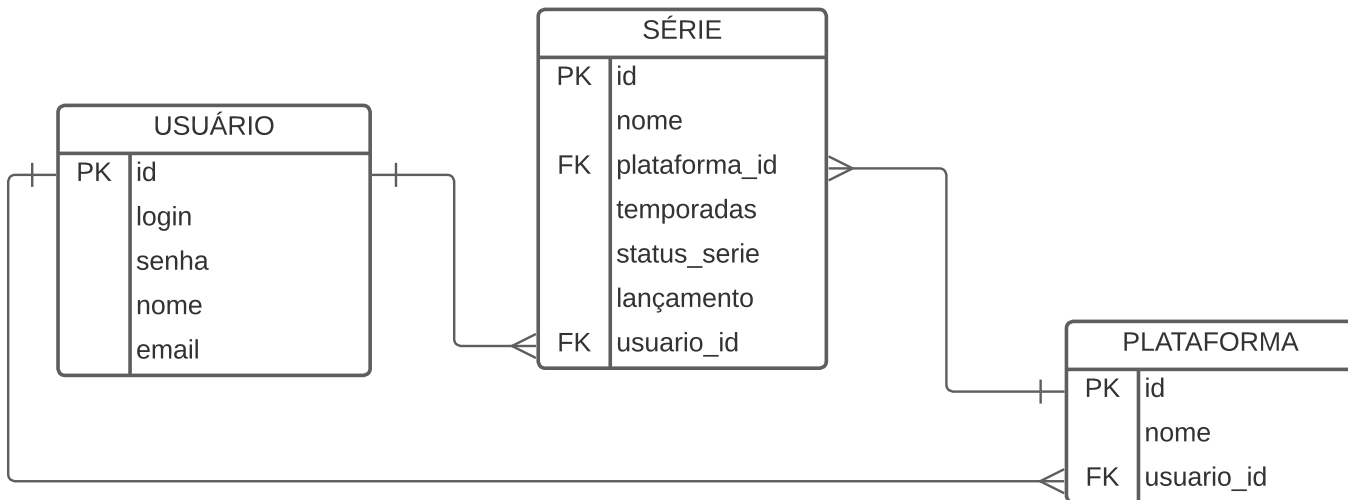 SÉRIE
PK id
nome
FK plataforma_id
temporadas
status_serie
lançamento
FK usuario_id
USUÁRIO
PK id
login
senha
nome
email
PLATAFORMA
PK id
nome
FK usuario_id